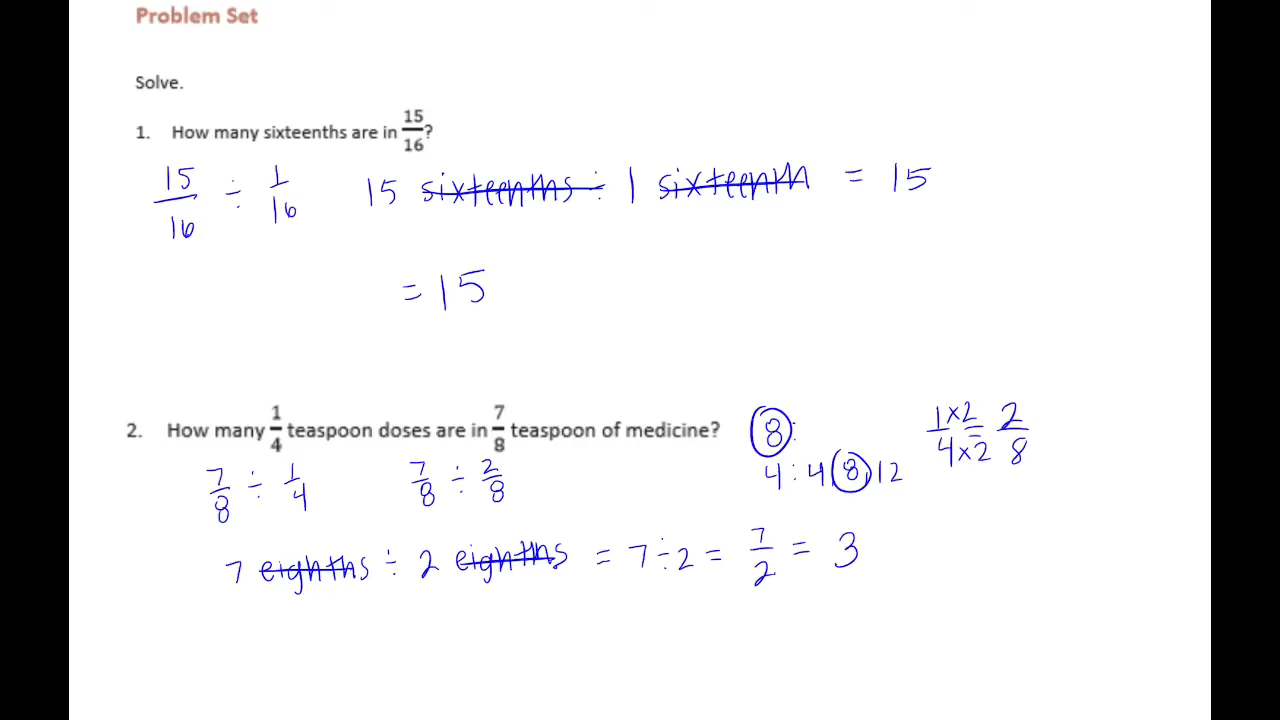 Problem Set
Solve.
1. How many sixteenths are in 15/16?
15/16 ÷ 1/16 15 sixteenths ÷ 1 sixteenth = 15
= 15
2. How many 1/4 teaspoon doses are in 7/8 teaspoon of medicine?
8:
4: 4, 8, 12
1×2/4×2 = 2/8
7/8 ÷ 1/4 7/8 ÷ 2/8
7 eighths ÷ 2 eighths = 7÷2 = 7/2 = 3